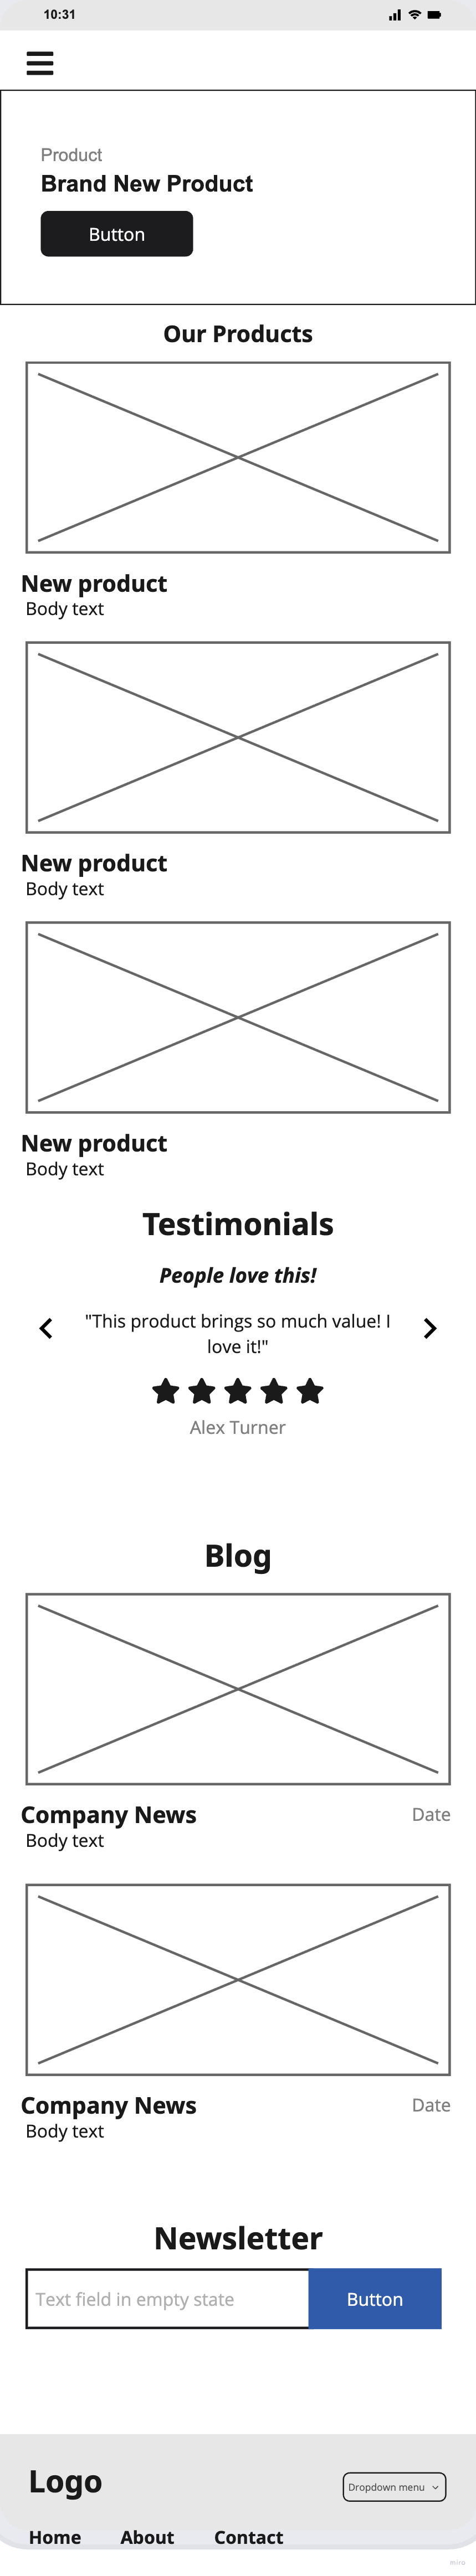 10:31
Product
Brand New Product
Button
Our Products
New product
Body text
New product
Body text
New product
Body text
Testimonials
People love this!
"This product brings so much value! I
love it!"
Alex Turner
Blog
Company News Date
Body text
Company News Date
Body text
Newsletter
Text field in empty state Button
Logo Dropdown menu
Home About Contact
miro